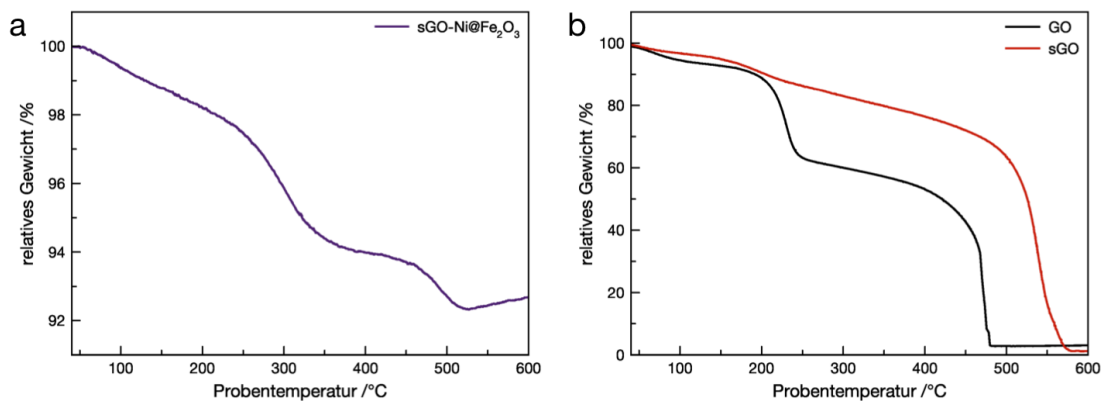 a
sGO-Ni@Fe₂O₃
relatives Gewicht /%
100
98
96
94
92
100
200
300
400
500
600
Probentemperatur /°C
b
GO
sGO
relatives Gewicht /%
100
80
60
40
20
0
100
200
300
400
500
600
Probentemperatur /°C